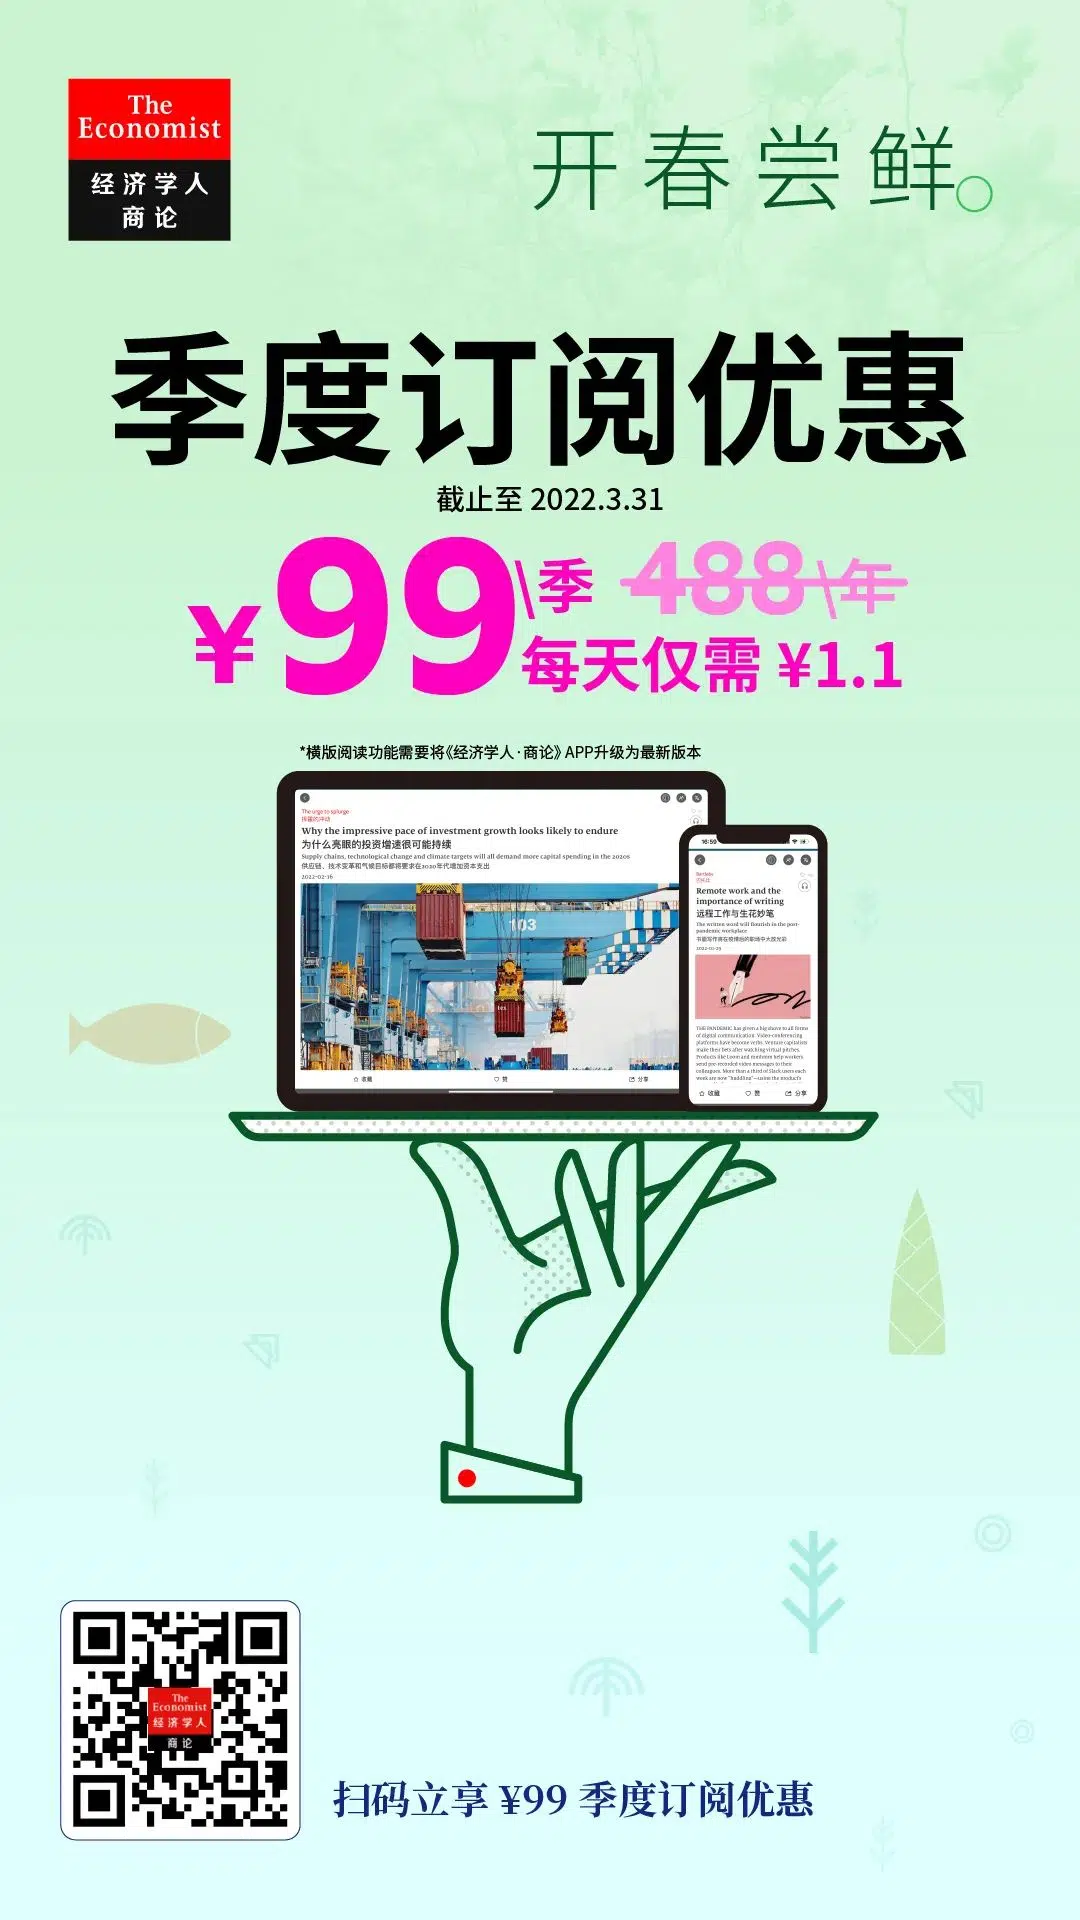 The
Economist
经济学人
商论
开春尝鲜。
季度订阅优惠
截止至 2022.3.31
¥99\季 488\年
每天仅需 ¥1.1
*横版阅读功能需要将《经济学人·商论》APP升级为最新版本
The urge to splurge
挥霍的冲动
Why the impressive pace of investment growth looks likely to endure
为什么亮眼的投资增速很可能持续
Supply chains, technological change and climate targets will all demand more capital spending in the 2020s
供应链、技术变革和气候目标都将要求在2020年代增加资本支出
2022-02-16
103
tex
收藏
赞
分享
16:59
Bartleby
巴托比
Remote work and the
importance of writing
远程工作与生花妙笔
The written word will flourish in the post-
pandemic workplace
书面写作将在疫情后的职场中大放光彩
THE PANDEMIC has given a big shove to all forms
of digital communication. Video-conferencing
platforms have become verbs. Venture capitalists
make their bets after watching virtual pitches.
Products like Loom and mmhmm help workers
send pre-recorded video messages to their
colleagues. More than a third of Slack users each
week are now "huddling"—using the product's
收藏
赞
分享
The
Economist
经济学人
商论
扫码立享 ¥99 季度订阅优惠